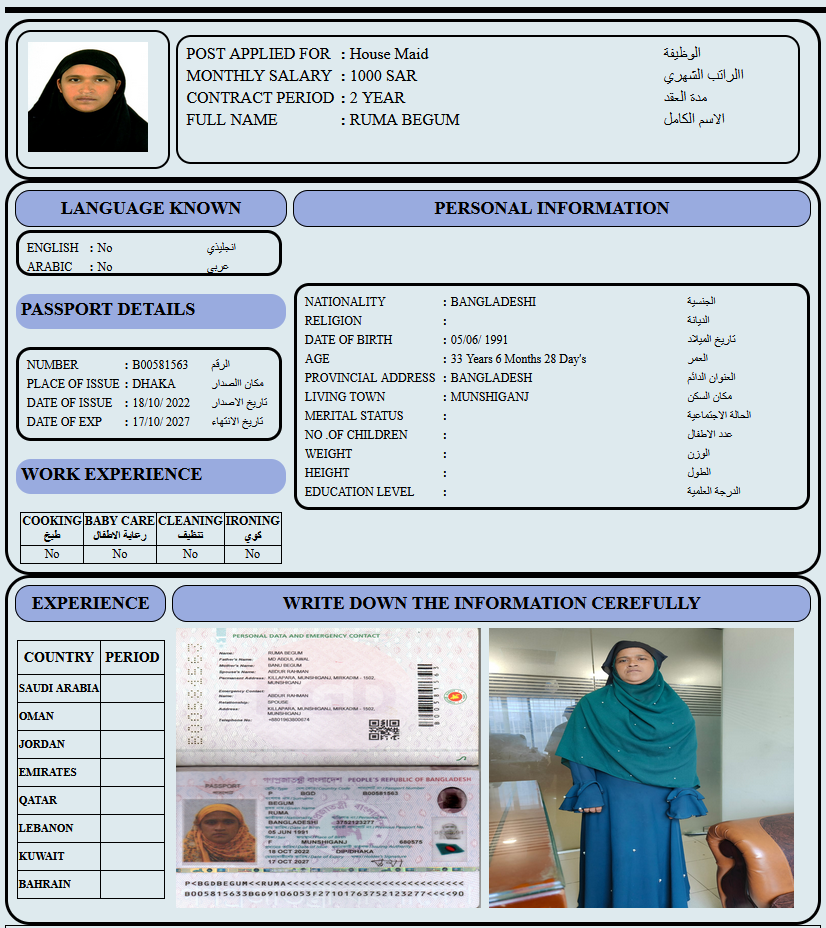 POST APPLIED FOR : House Maid الوظيفة
MONTHLY SALARY : 1000 SAR االراتب الشهري
CONTRACT PERIOD : 2 YEAR مدة العقد
FULL NAME : RUMA BEGUM الاسم الكامل
LANGUAGE KNOWN
ENGLISH : No انجليذي
ARABIC : No عربي
PASSPORT DETAILS
NUMBER : B00581563 الرقم
PLACE OF ISSUE : DHAKA مكان االصدار
DATE OF ISSUE : 18/10/ 2022 تاريخ الاصدار
DATE OF EXP : 17/10/ 2027 تاريخ الانتهاء
WORK EXPERIENCE
COOKING BABY CARE CLEANING IRONING
طبخ رعاية الاطفال تنظيف كوي
No No No No
PERSONAL INFORMATION
NATIONALITY : BANGLADESHI الجنسية
RELIGION : الديانة
DATE OF BIRTH : 05/06/ 1991 تاريخ الميلاد
AGE : 33 Years 6 Months 28 Day's العمر
PROVINCIAL ADDRESS : BANGLADESH العنوان الدائم
LIVING TOWN : MUNSHIGANJ مكان السكن
MERITAL STATUS : الحالة الاجتماعية
NO .OF CHILDREN : عدد الاطفال
WEIGHT : الوزن
HEIGHT : الطول
EDUCATION LEVEL : الدرجة العلمية
EXPERIENCE
COUNTRY PERIOD
SAUDI ARABIA
OMAN
JORDAN
EMIRATES
QATAR
LEBANON
KUWAIT
BAHRAIN
WRITE DOWN THE INFORMATION CEREFULLY
PERSONAL DATA AND EMERGENCY CONTACT
Name: RUMA BEGUM
Father's Name: MD ABDUL AWAL
Mother's Name: BANU BEGUM
Spouse's Name: ABDUR RAHMAN
Permanent Address: KILLAPARA, MUNSHIGANJ, MIRKADIM - 1502,
MUNSHIGANJ
Emergency Contact:
Name: ABDUR RAHMAN
Relationship: SPOUSE
Address: KILLAPARA, MUNSHIGANJ, MIRKADIM - 1502,
MUNSHIGANJ
Telephone No: +8801963800674
B00581563
গণপ্রজাতন্ত্রী বাংলাদেশ PEOPLE'S REPUBLIC OF BANGLADESH
PASSPORT
P BGD B00581563
BEGUM
RUMA
BANGLADESHI 3752123277
05 JUN 1991
F MUNSHIGANJ 680575
18 OCT 2022 DIP/DHAKA
17 OCT 2027
P<BGDBEGUM<<RUMA<<<<<<<<<<<<<<<<<<<<<<<<<<<<
B005815633BGD9106053F27101763752123277<<<<90